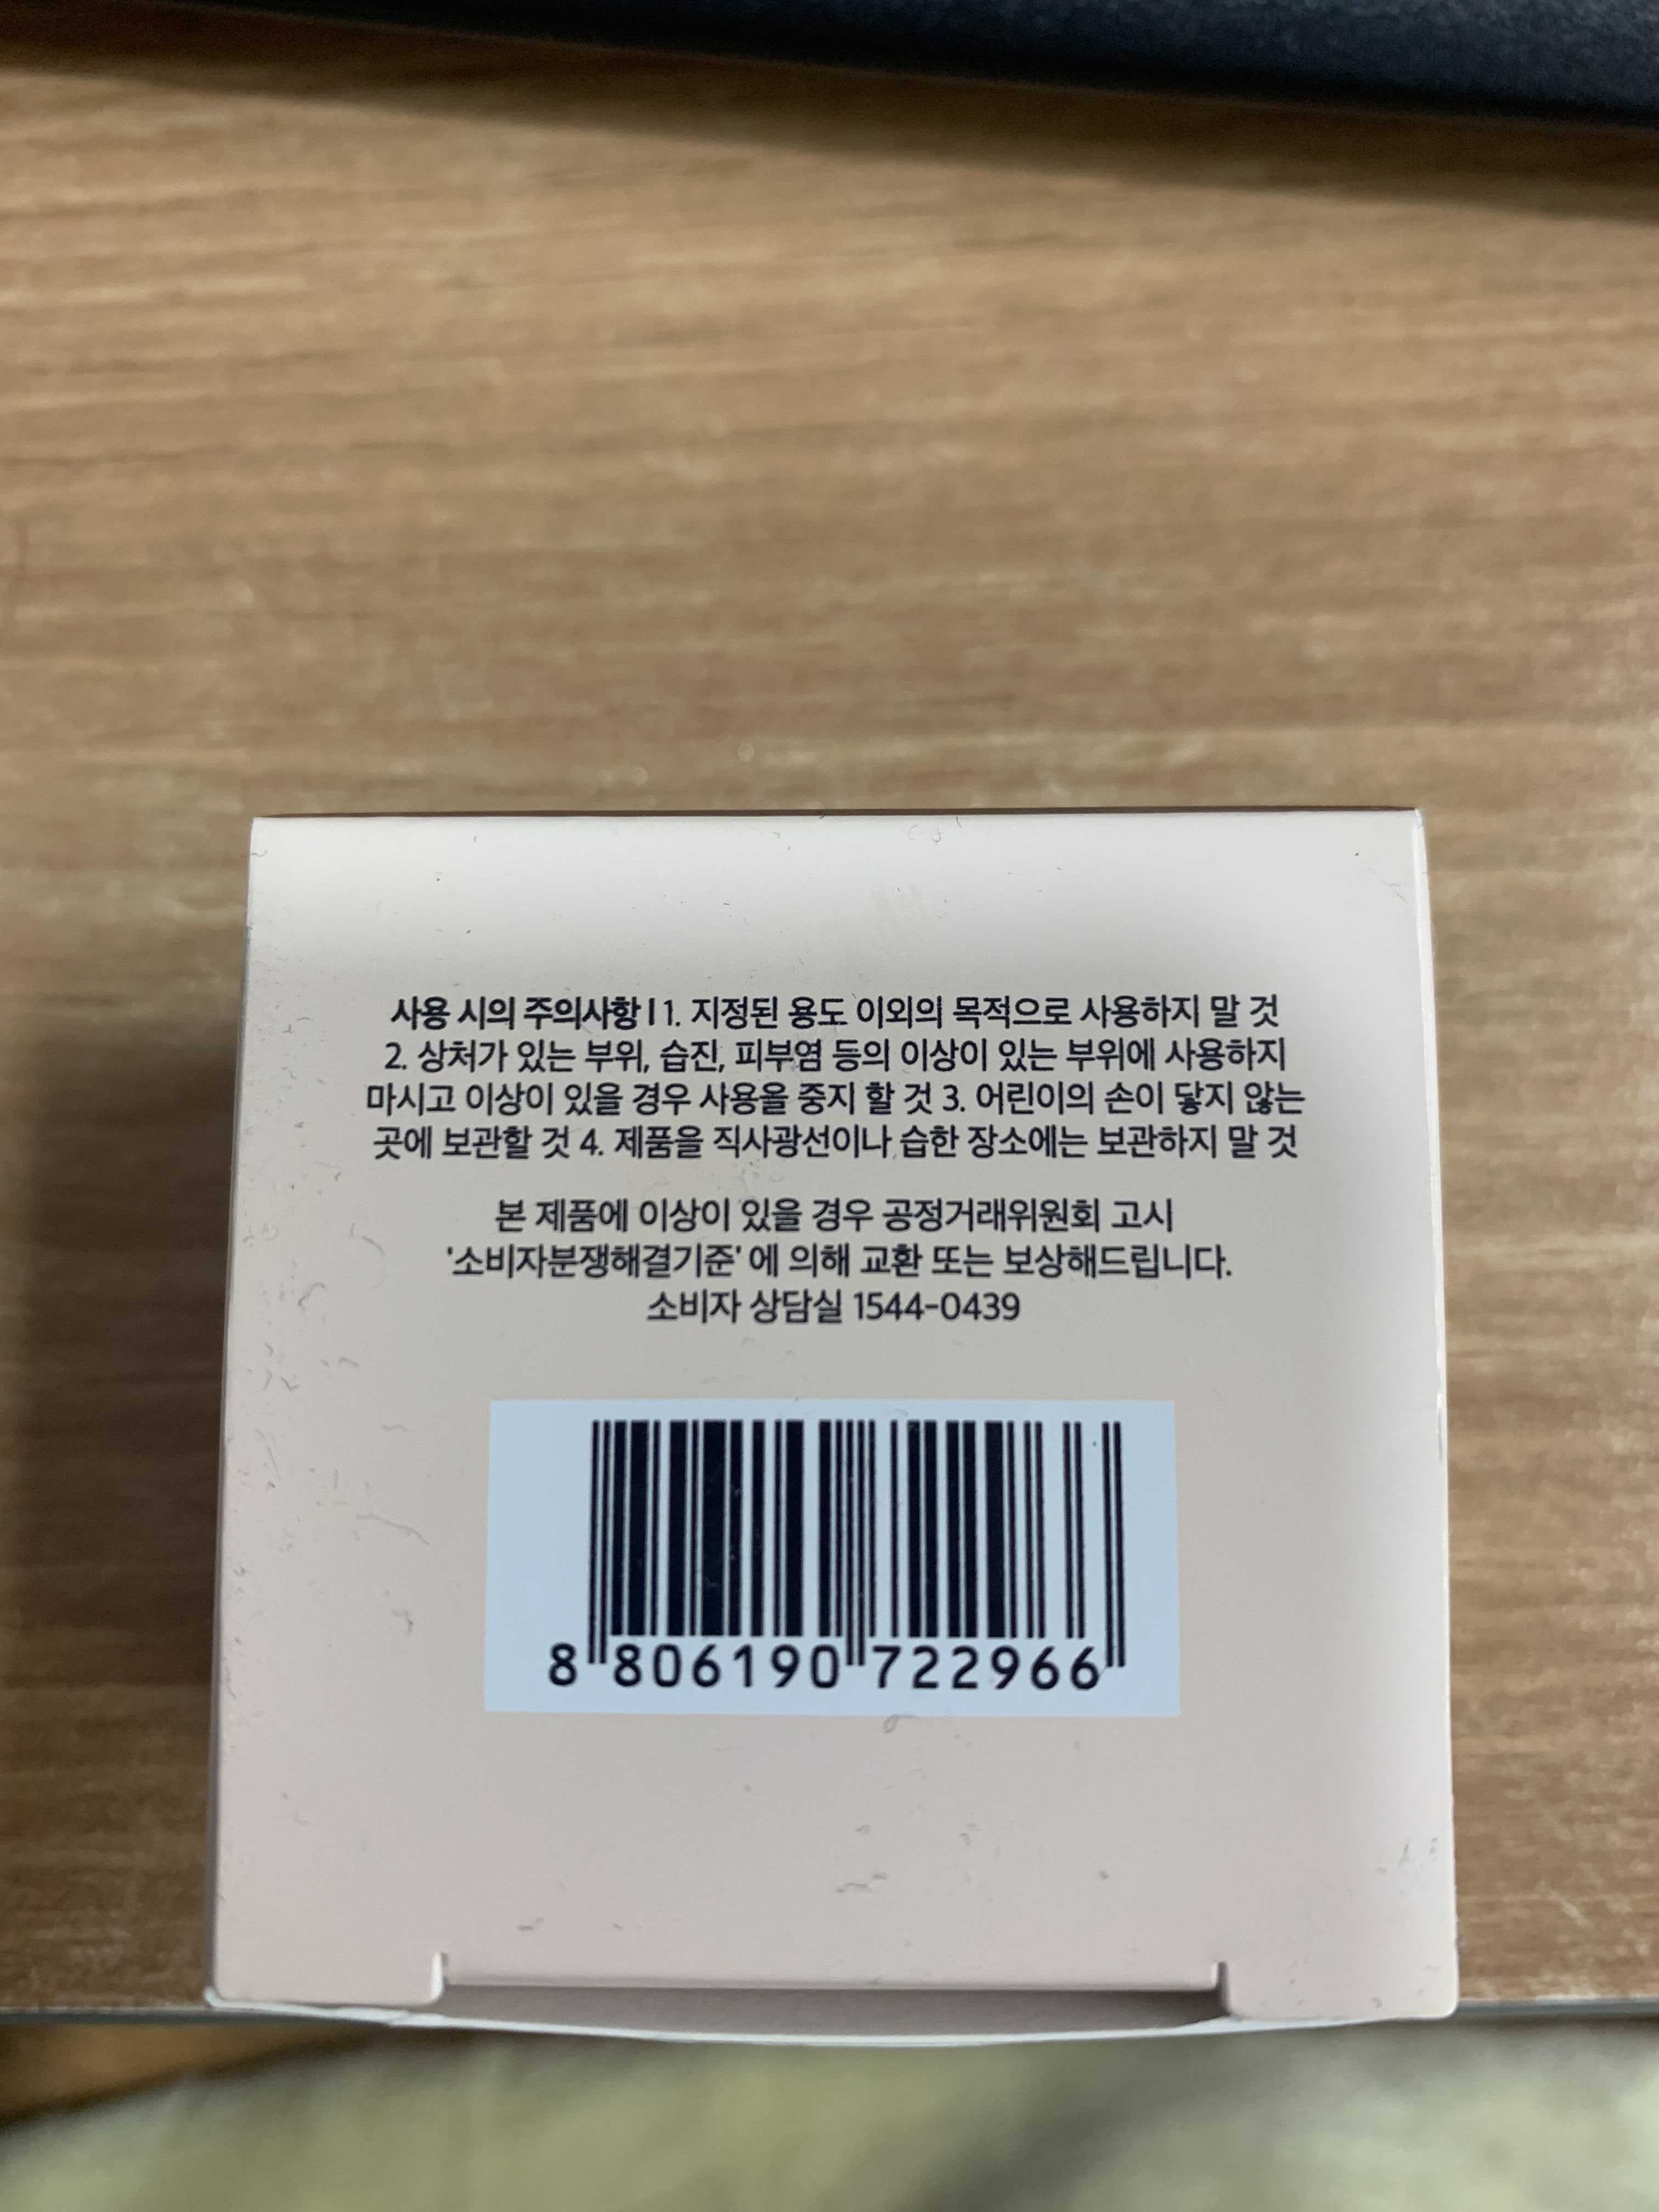 사용 시의 주의사항 | 1. 지정된 용도 이외의 목적으로 사용하지 말 것
2. 상처가 있는 부위, 습진, 피부염 등의 이상이 있는 부위에 사용하지
마시고 이상이 있을 경우 사용을 중지 할 것 3. 어린이의 손이 닿지 않는
곳에 보관할 것 4. 제품을 직사광선이나 습한 장소에는 보관하지 말 것
본 제품에 이상이 있을 경우 공정거래위원회 고시
'소비자분쟁해결기준' 에 의해 교환 또는 보상해드립니다.
소비자 상담실 1544-0439
8 806190 722966